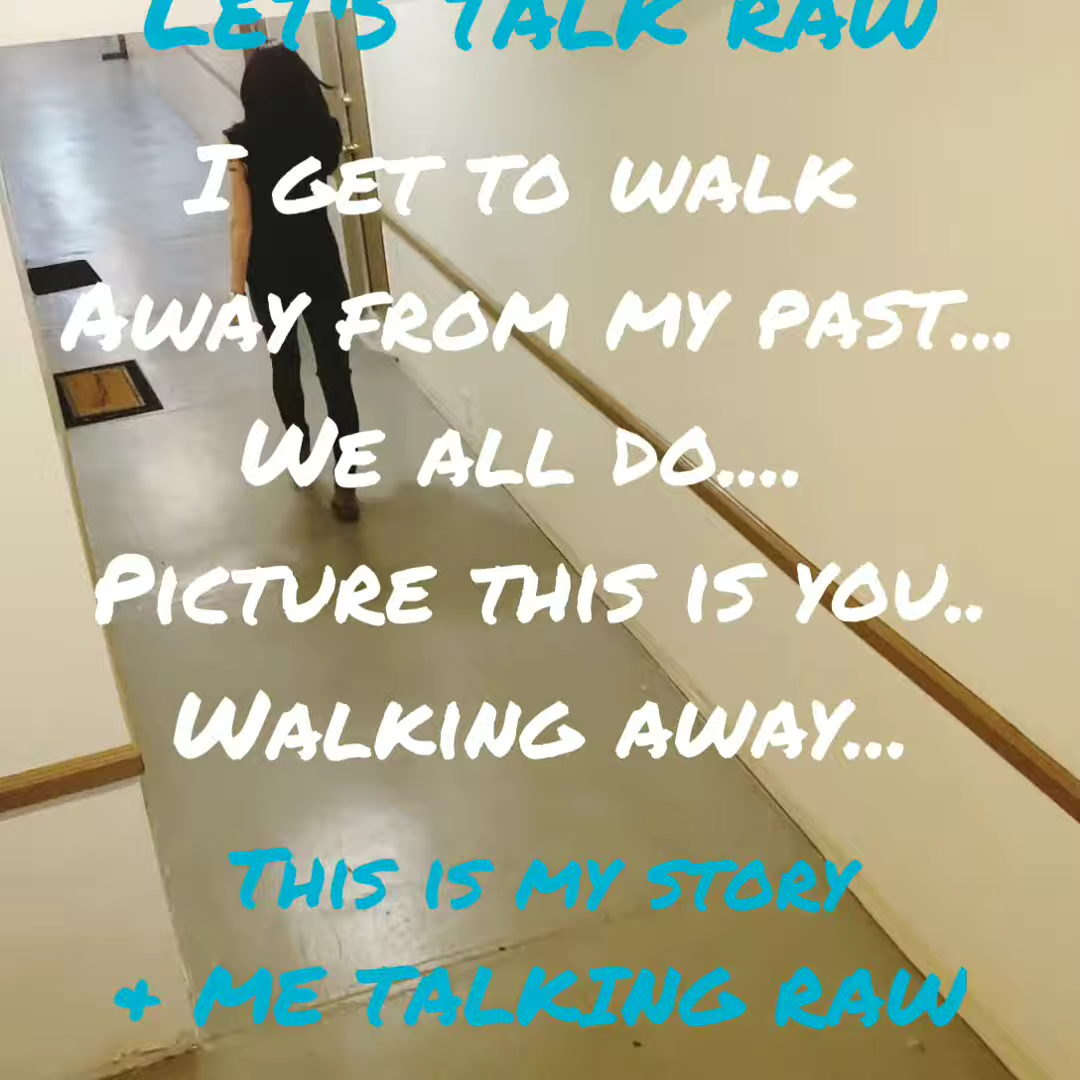 LET'S TALK RAW
I GET TO WALK
AWAY FROM MY PAST...
WE ALL DO....
PICTURE THIS IS YOU..
WALKING AWAY...
THIS IS MY STORY
& ME TALKING RAW